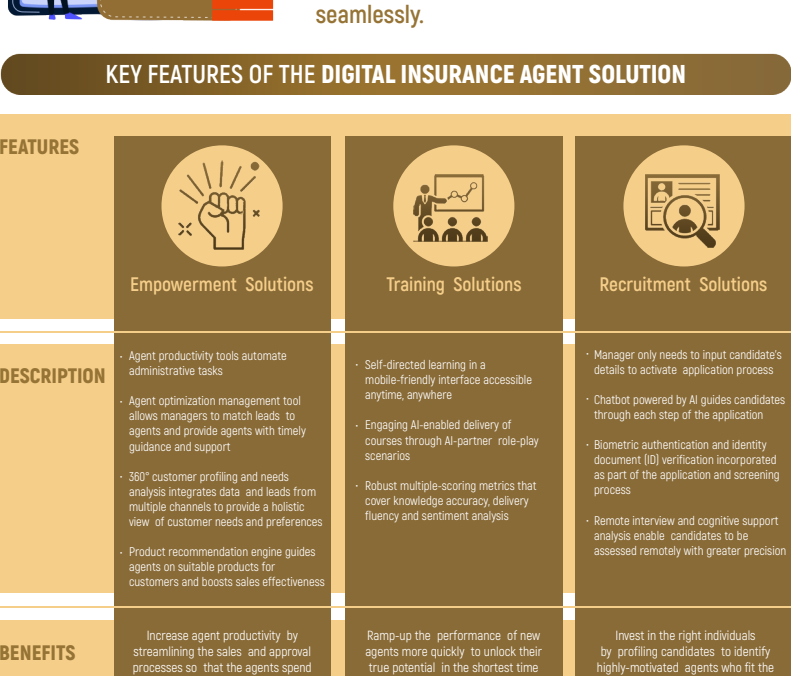 seamlessly.
KEY FEATURES OF THE DIGITAL INSURANCE AGENT SOLUTION
FEATURES
Empowerment Solutions
Training Solutions
Recruitment Solutions
DESCRIPTION
· Agent productivity tools automate
administrative tasks
· Agent optimization management tool
allows managers to match leads to
agents and provide agents with timely
guidance and support
· 360° customer profiling and needs
analysis integrates data and leads from
multiple channels to provide a holistic
view of customer needs and preferences
· Product recommendation engine guides
agents on suitable products for
customers and boosts sales effectiveness
· Self-directed learning in a
mobile-friendly interface accessible
anytime, anywhere
· Engaging AI-enabled delivery of
courses through AI-partner role-play
scenarios
· Robust multiple-scoring metrics that
cover knowledge accuracy, delivery
fluency and sentiment analysis
· Manager only needs to input candidate's
details to activate application process
· Chatbot powered by AI guides candidates
through each step of the application
· Biometric authentication and identity
document (ID) verification incorporated
as part of the application and screening
process
· Remote interview and cognitive support
analysis enable candidates to be
assessed remotely with greater precision
BENEFITS
Increase agent productivity by
streamlining the sales and approval
processes so that the agents spend
Ramp-up the performance of new
agents more quickly to unlock their
true potential in the shortest time
Invest in the right individuals
by profiling candidates to identify
highly-motivated agents who fit the